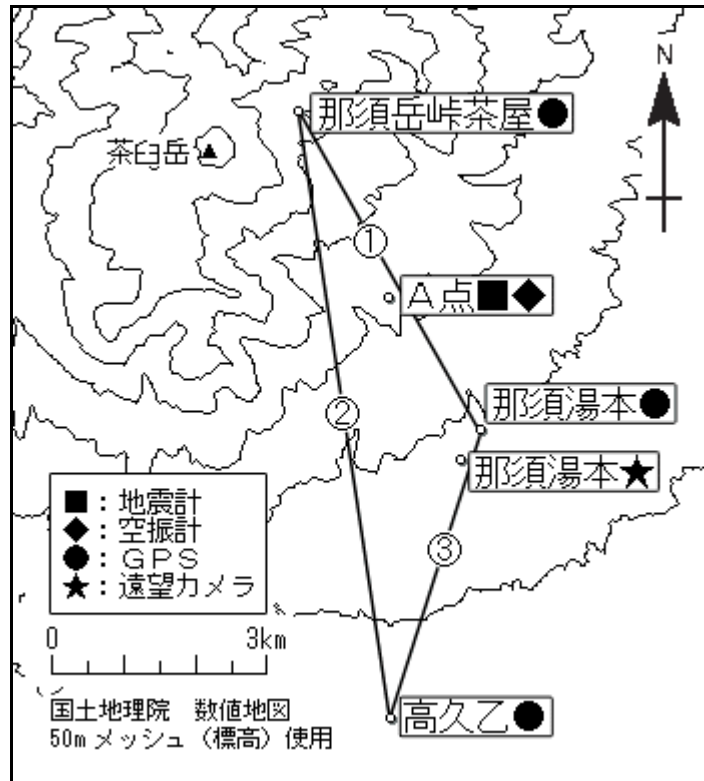 N
那須岳峠茶屋●
茶臼岳▲
①
A点■◆
②
那須湯本●
那須湯本★
③
■：地震計
◆：空振計
●：GPS
★：遠望カメラ
0 3km
高久乙●
国土地理院 数値地図
50mメッシュ（標高）使用